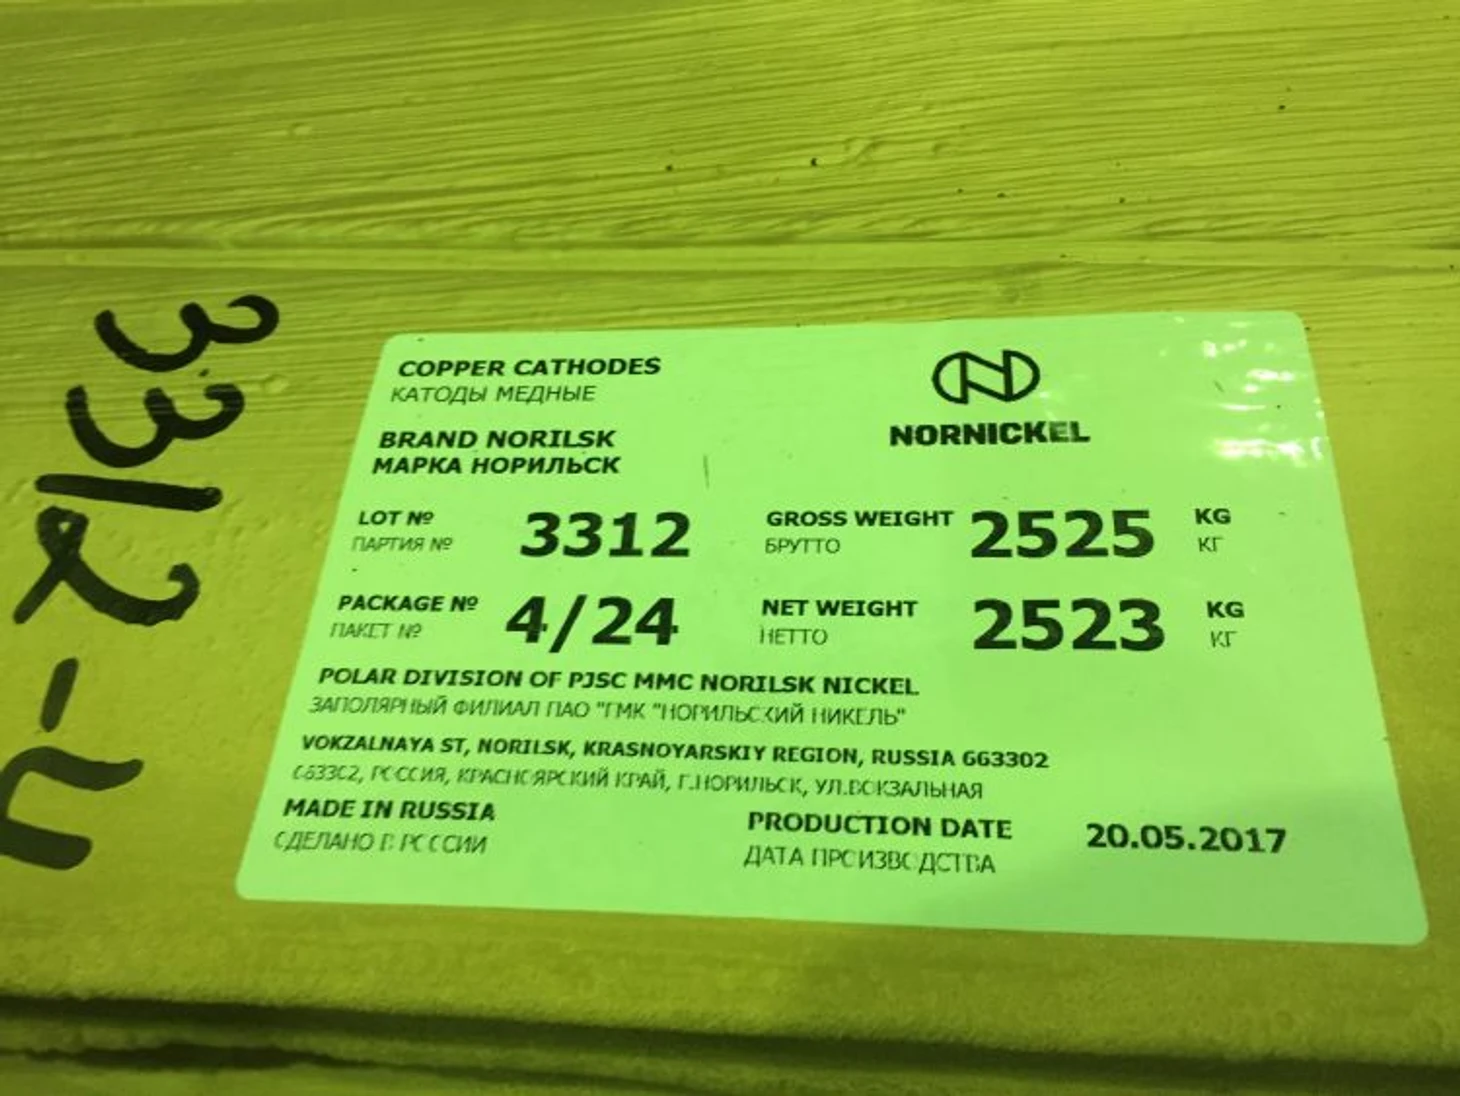 COPPER CATHODES
КАТОДЫ МЕДНЫЕ
NORNICKEL
BRAND NORILSK
МАРКА НОРИЛЬСК
LOT № 3312 GROSS WEIGHT 2525 KG
ПАРТИЯ № БРУТТО КГ
PACKAGE № 4/24 NET WEIGHT 2523 KG
ПАКЕТ № НЕТТО КГ
POLAR DIVISION OF PJSC MMC NORILSK NICKEL
ЗАПОЛЯРНЫЙ ФИЛИАЛ ПАО "ГМК "НОРИЛЬСКИЙ НИКЕЛЬ"
VOKZALNAYA ST, NORILSK, KRASNOYARSKIY REGION, RUSSIA 663302
663302, РОССИЯ, КРАСНОЯРСКИЙ КРАЙ, Г.НОРИЛЬСК, УЛ.ВОКЗАЛЬНАЯ
MADE IN RUSSIA PRODUCTION DATE 20.05.2017
СДЕЛАНО В РОССИИ ДАТА ПРОИЗВОДСТВА
3312-4